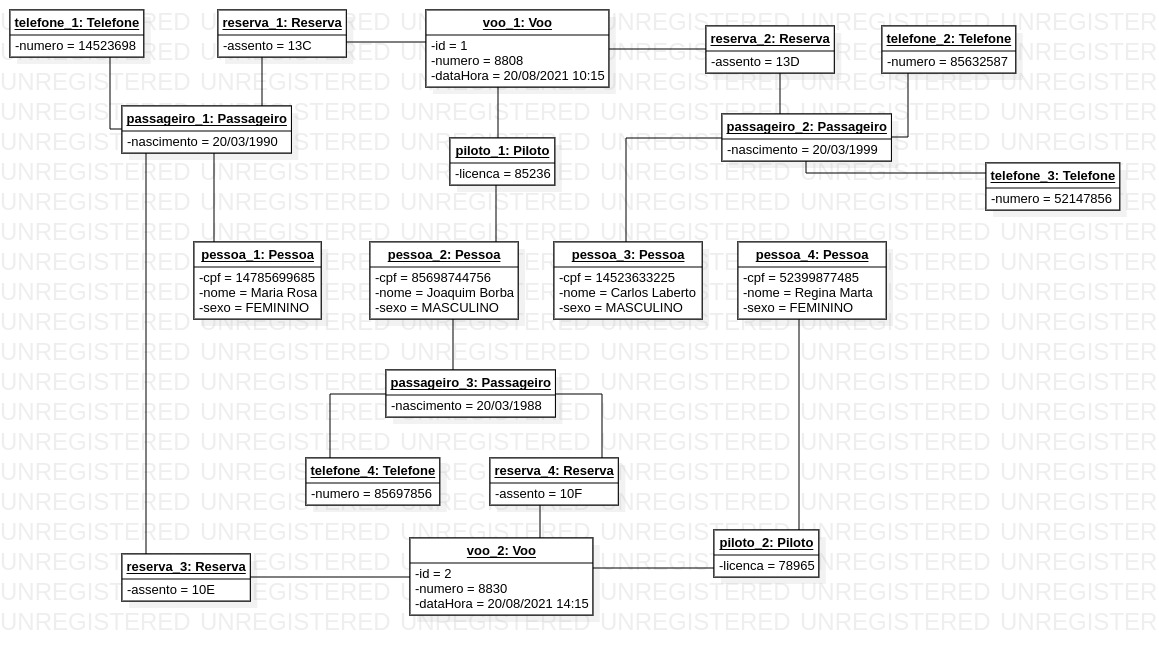 telefone_1: Telefone
-numero = 14523698
reserva_1: Reserva
-assento = 13C
voo_1: Voo
-id = 1
-numero = 8808
-dataHora = 20/08/2021 10:15
reserva_2: Reserva
-assento = 13D
telefone_2: Telefone
-numero = 85632587
passageiro_1: Passageiro
-nascimento = 20/03/1990
piloto_1: Piloto
-licenca = 85236
passageiro_2: Passageiro
-nascimento = 20/03/1999
telefone_3: Telefone
-numero = 52147856
pessoa_1: Pessoa
-cpf = 14785699685
-nome = Maria Rosa
-sexo = FEMININO
pessoa_2: Pessoa
-cpf = 85698744756
-nome = Joaquim Borba
-sexo = MASCULINO
pessoa_3: Pessoa
-cpf = 14523633225
-nome = Carlos Laberto
-sexo = MASCULINO
pessoa_4: Pessoa
-cpf = 52399877485
-nome = Regina Marta
-sexo = FEMININO
passageiro_3: Passageiro
-nascimento = 20/03/1988
telefone_4: Telefone
-numero = 85697856
reserva_4: Reserva
-assento = 10F
reserva_3: Reserva
-assento = 10E
voo_2: Voo
-id = 2
-numero = 8830
-dataHora = 20/08/2021 14:15
piloto_2: Piloto
-licenca = 78965
UNREGISTERED